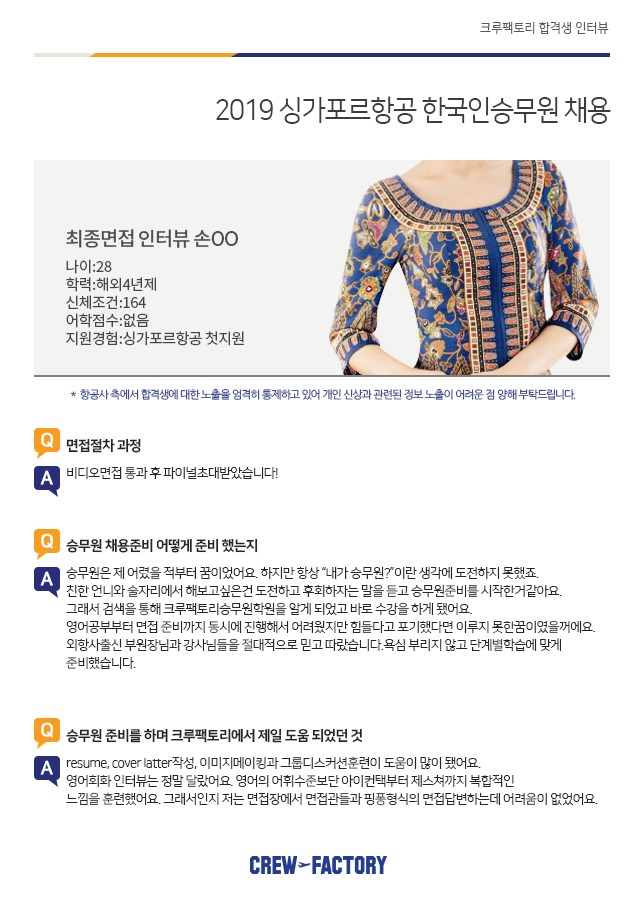 크루팩토리 합격생 인터뷰
2019 싱가포르항공 한국인승무원 채용
최종면접 인터뷰 손OO
나이:28
학력:해외4년제
신체조건:164
어학점수:없음
지원경험:싱가포르항공 첫지원
* 항공사 측에서 합격생에 대한 노출을 엄격히 통제하고 있어 개인 신상과 관련된 정보 노출이 어려운 점 양해 부탁드립니다.
Q 면접절차 과정
A 비디오면접 통과 후 파이널초대받았습니다!
Q 승무원 채용준비 어떻게 준비 했는지
A 승무원은 제 어렸을 적부터 꿈이었어요. 하지만 항상 “내가 승무원?”이란 생각에 도전하지 못했죠.
친한 언니와 술자리에서 해보고싶은건 도전하고 후회하자는 말을 듣고 승무원준비를 시작한거같아요.
그래서 검색을 통해 크루팩토리승무원학원을 알게 되었고 바로 수강을 하게 됐어요.
영어공부부터 면접 준비까지 동시에 진행해서 어려웠지만 힘들다고 포기했다면 이루지 못한꿈이였을꺼에요.
외항사출신 부원장님과 강사님들을 절대적으로 믿고 따랐습니다.욕심 부리지 않고 단계별학습에 맞게
준비했습니다.
Q 승무원 준비를 하며 크루팩토리에서 제일 도움 되었던 것
A resume, cover latter작성, 이미지메이킹과 그룹디스커션훈련이 도움이 많이 됐어요.
영어회화 인터뷰는 정말 달랐어요. 영어의 어휘수준보단 아이컨택부터 제스쳐까지 복합적인
느낌을 훈련했어요. 그래서인지 저는 면접장에서 면접관들과 핑퐁형식의 면접답변하는데 어려움이 없었어요.
CREW FACTORY